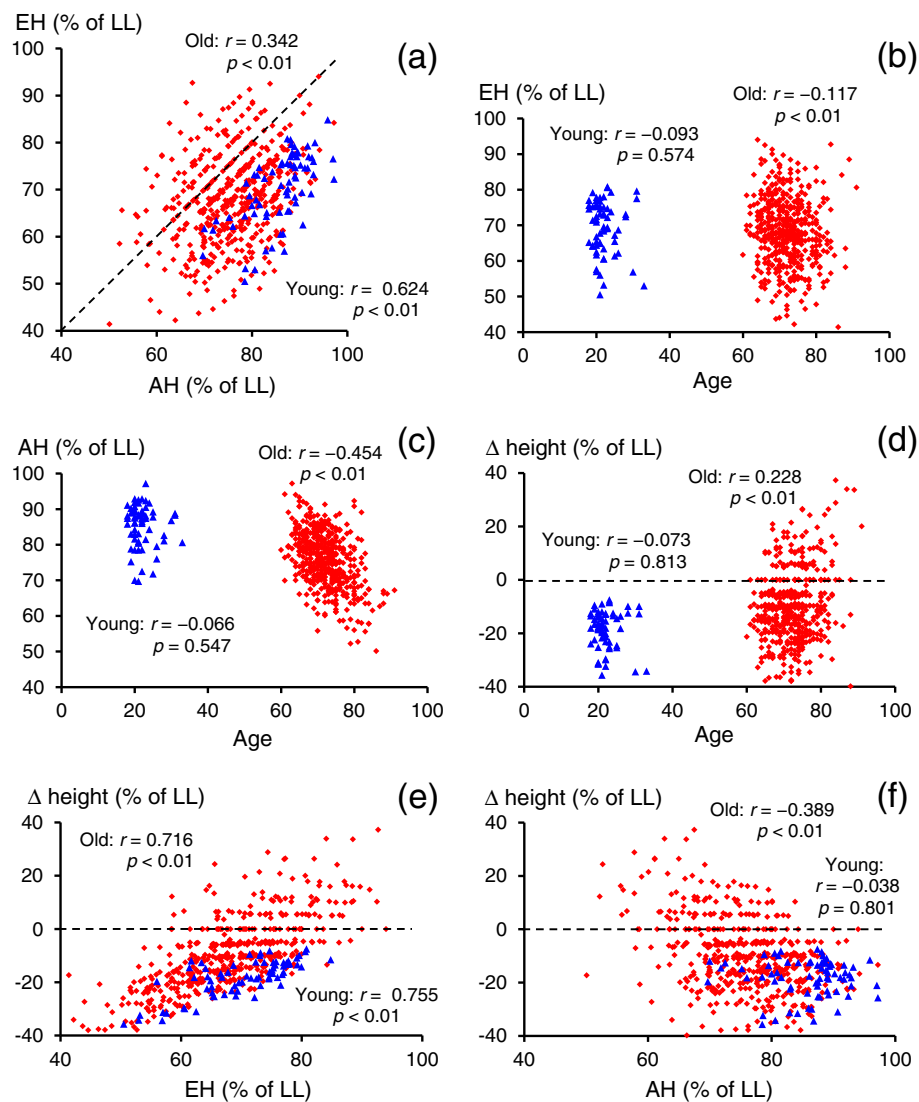 EH (% of LL)
Old: r = 0.342
p < 0.01
(a)
100
90
80
70
60
50
40
Young: r = 0.624
p < 0.01
40
60
80
100
AH (% of LL)
(b)
EH (% of LL)
Old: r = −0.117
p < 0.01
Young: r = −0.093
p = 0.574
100
90
80
70
60
50
40
0
20
40
60
80
100
Age
AH (% of LL)
(c)
Old: r = −0.454
p < 0.01
100
90
80
70
60
50
40
Young: r = −0.066
p = 0.547
0
20
40
60
80
100
Age
Δ height (% of LL)
(d)
Old: r = 0.228
p < 0.01
Young: r = −0.073
p = 0.813
40
20
0
-20
-40
0
20
40
60
80
100
Age
Δ height (% of LL)
(e)
Old: r = 0.716
p < 0.01
40
20
0
-20
-40
Young: r = 0.755
p < 0.01
40
60
80
100
EH (% of LL)
Δ height (% of LL)
(f)
Old: r = −0.389
p < 0.01
Young:
r = −0.038
p = 0.801
40
20
0
-20
-40
40
60
80
100
AH (% of LL)